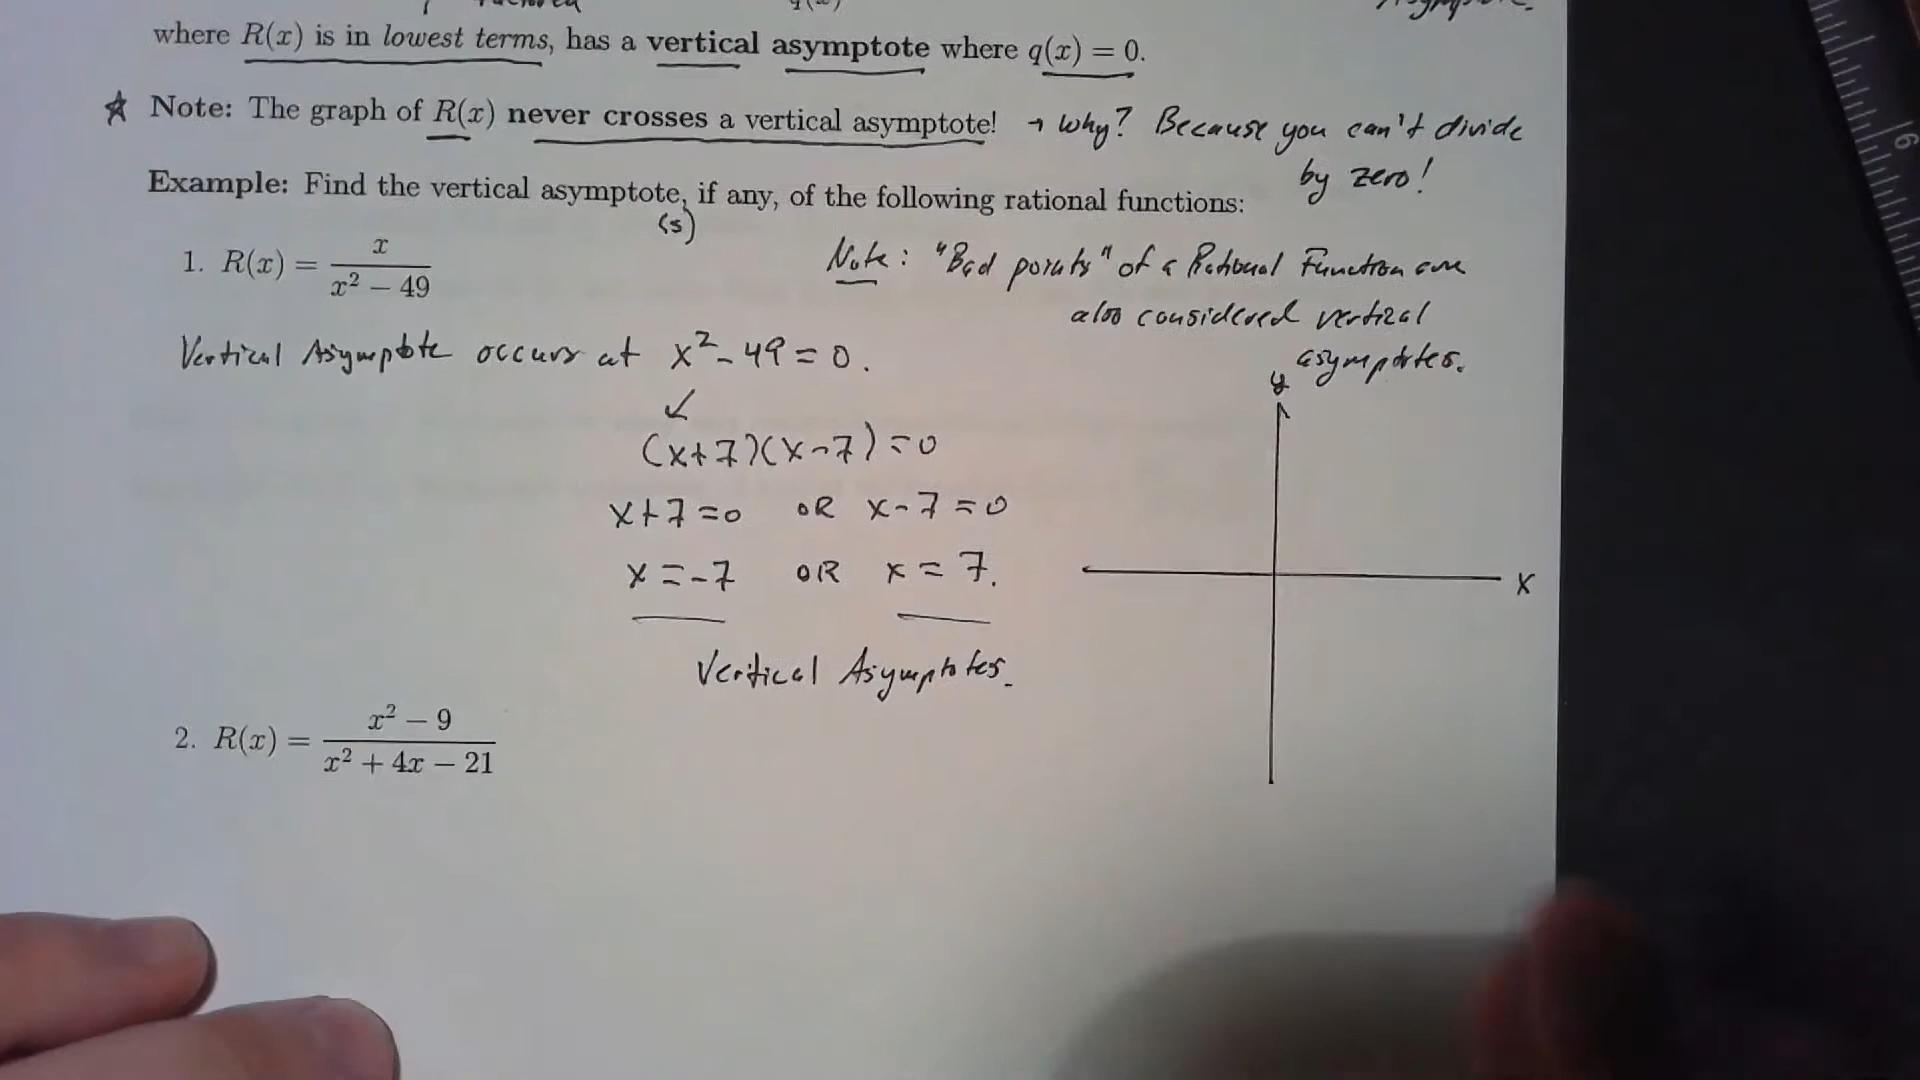 where R(x) is in lowest terms, has a vertical asymptote where q(x) = 0.
☆ Note: The graph of R(x) never crosses a vertical asymptote! → Why? Because you can't divide
by zero!
Example: Find the vertical asymptote, if any, of the following rational functions:
(s)
1. R(x) = x / (x² − 49)
Note: "Bad points" of a Rational Function are
also considered vertical
asymptotes.
Vertical Asymptote occurs at x² - 49 = 0.
↙
(x+7)(x-7) = 0
x+7 = 0 OR x-7 = 0
x = -7 OR x = 7.
Vertical Asymptotes.
y
x
2. R(x) = (x² − 9) / (x² + 4x − 21)